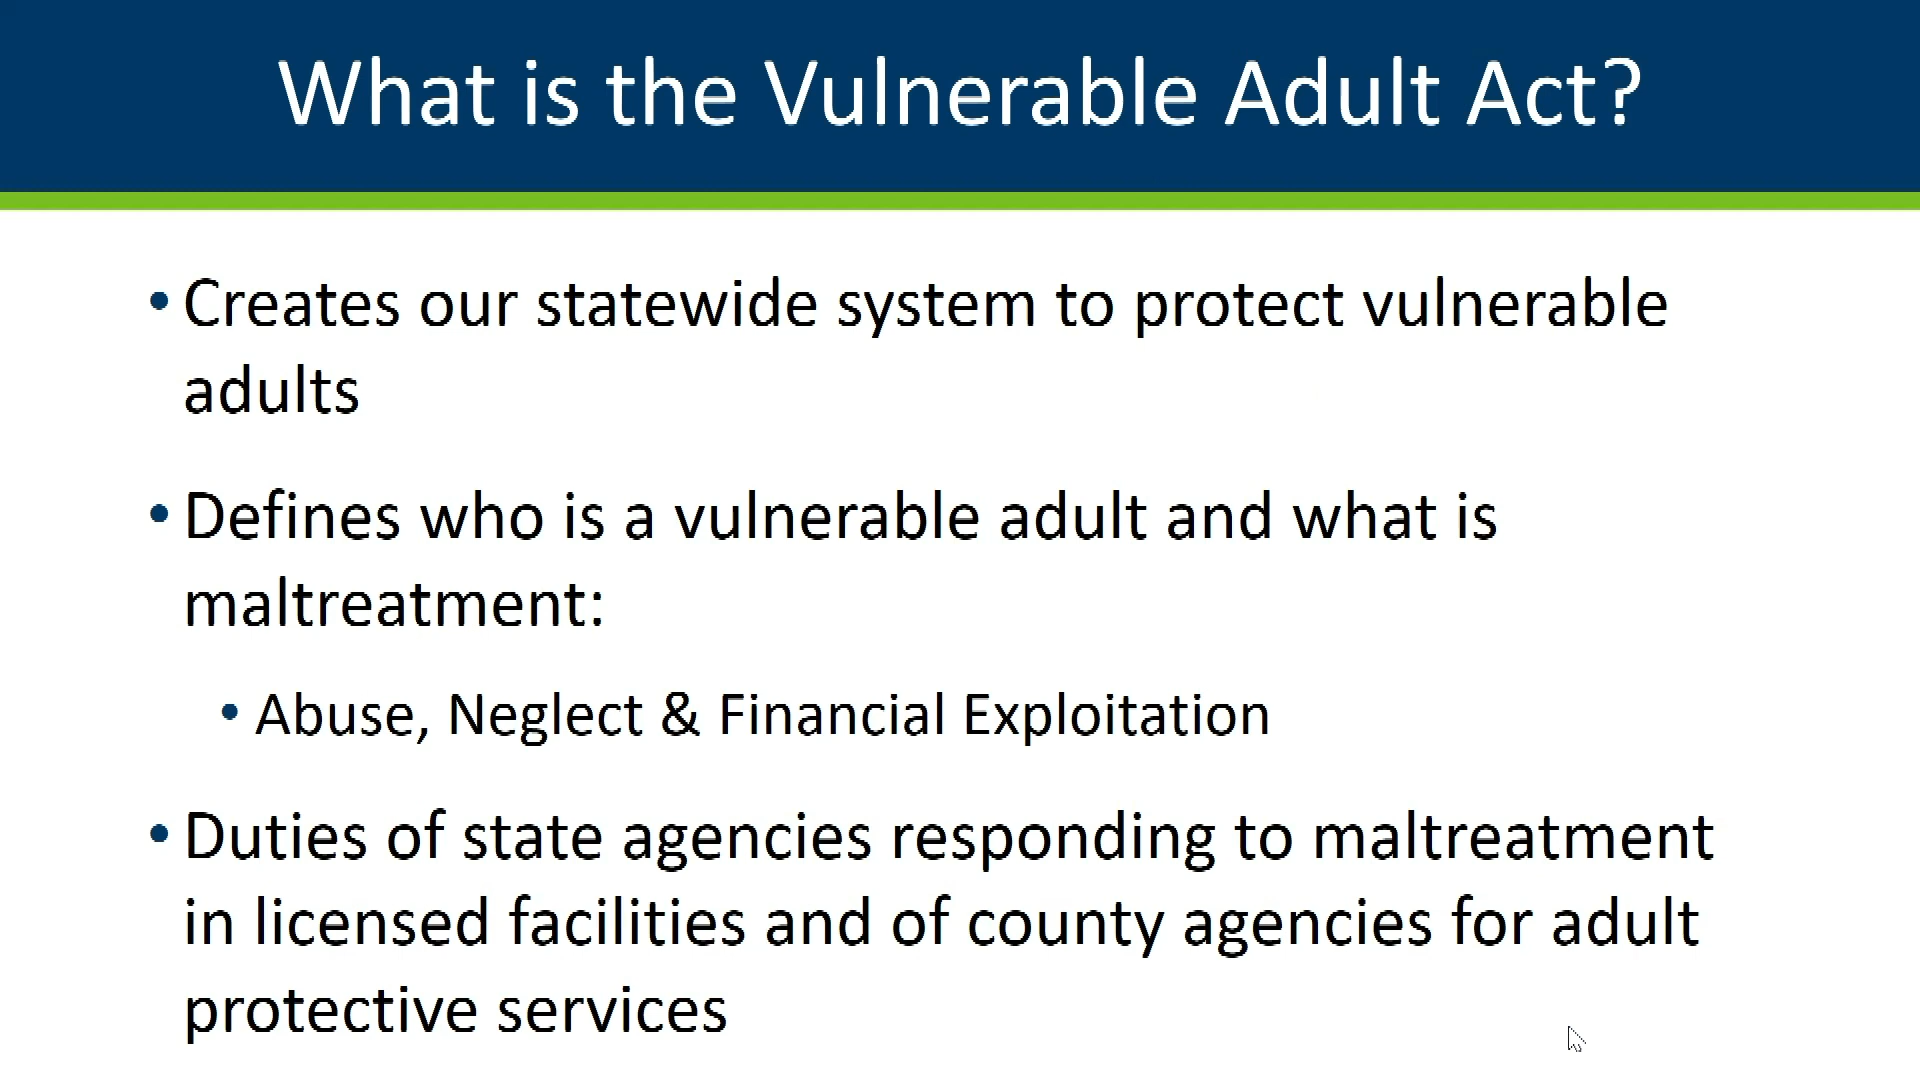 What is the Vulnerable Adult Act?
• Creates our statewide system to protect vulnerable
adults
• Defines who is a vulnerable adult and what is
maltreatment:
• Abuse, Neglect & Financial Exploitation
• Duties of state agencies responding to maltreatment
in licensed facilities and of county agencies for adult
protective services